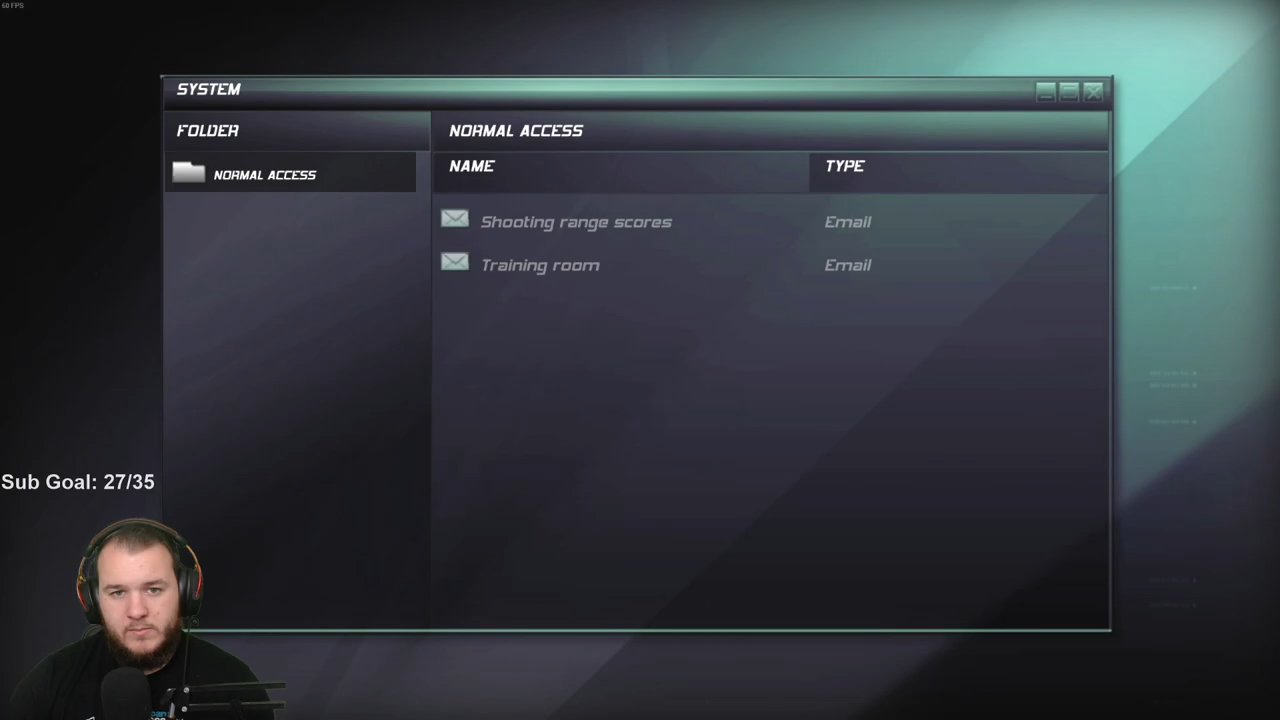 60 FPS
SYSTEM
FOLDER
NORMAL ACCESS
NORMAL ACCESS
NAME
TYPE
Shooting range scores
Email
Training room
Email
Sub Goal: 27/35